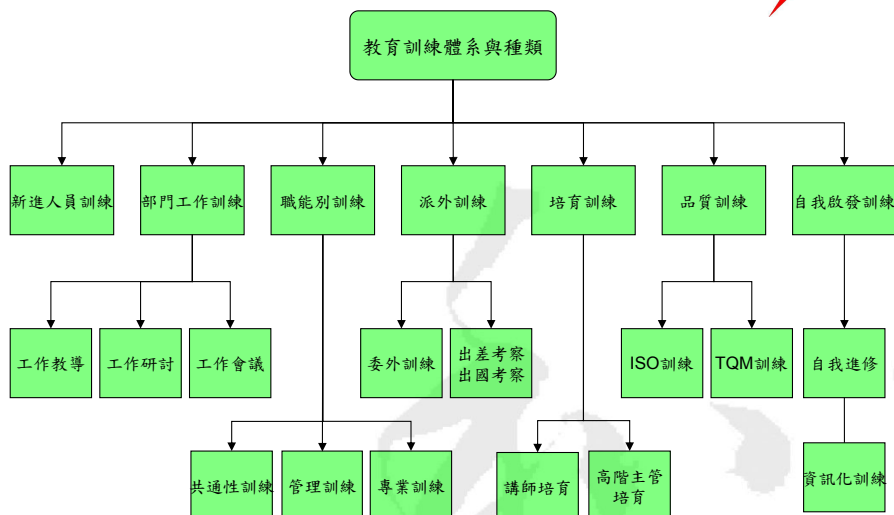 教育訓練體系與種類
新進人員訓練
部門工作訓練
職能別訓練
派外訓練
培育訓練
品質訓練
自我啟發訓練
工作教導
工作研討
工作會議
委外訓練
出差考察
出國考察
ISO訓練
TQM訓練
自我進修
共通性訓練
管理訓練
專業訓練
講師培育
高階主管
培育
資訊化訓練